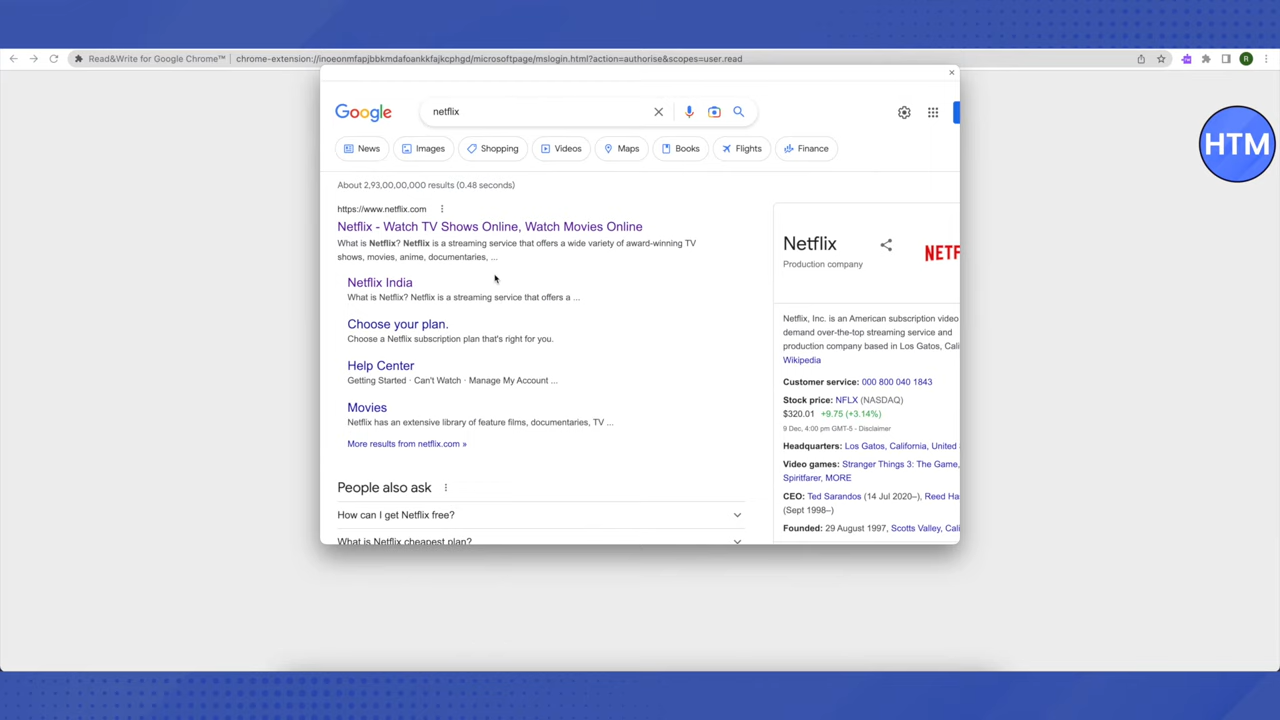 Read&Write for Google Chrome™ | chrome-extension://inoeonmfapjbbkmdafoankkfajkcphgd/microsoftpage/mslogin.html?action=authorise&scopes=user.read
R
HTM
Google
netflix
News
Images
Shopping
Videos
Maps
Books
Flights
Finance
About 2,93,00,00,000 results (0.48 seconds)
https://www.netflix.com
Netflix - Watch TV Shows Online, Watch Movies Online
What is Netflix? Netflix is a streaming service that offers a wide variety of award-winning TV
shows, movies, anime, documentaries, ...
Netflix India
What is Netflix? Netflix is a streaming service that offers a ...
Choose your plan.
Choose a Netflix subscription plan that's right for you.
Help Center
Getting Started · Can't Watch · Manage My Account ...
Movies
Netflix has an extensive library of feature films, documentaries, TV ...
More results from netflix.com »
People also ask
How can I get Netflix free?
What is Netflix cheapest plan?
Netflix
Production company
NETF
Netflix, Inc. is an American subscription video
demand over-the-top streaming service and
production company based in Los Gatos, Cali
Wikipedia
Customer service: 000 800 040 1843
Stock price: NFLX (NASDAQ)
$320.01 +9.75 (+3.14%)
9 Dec, 4:00 pm GMT-5 - Disclaimer
Headquarters: Los Gatos, California, United
Video games: Stranger Things 3: The Game,
Spiritfarer, MORE
CEO: Ted Sarandos (14 Jul 2020–), Reed Ha
(Sept 1998–)
Founded: 29 August 1997, Scotts Valley, Cali